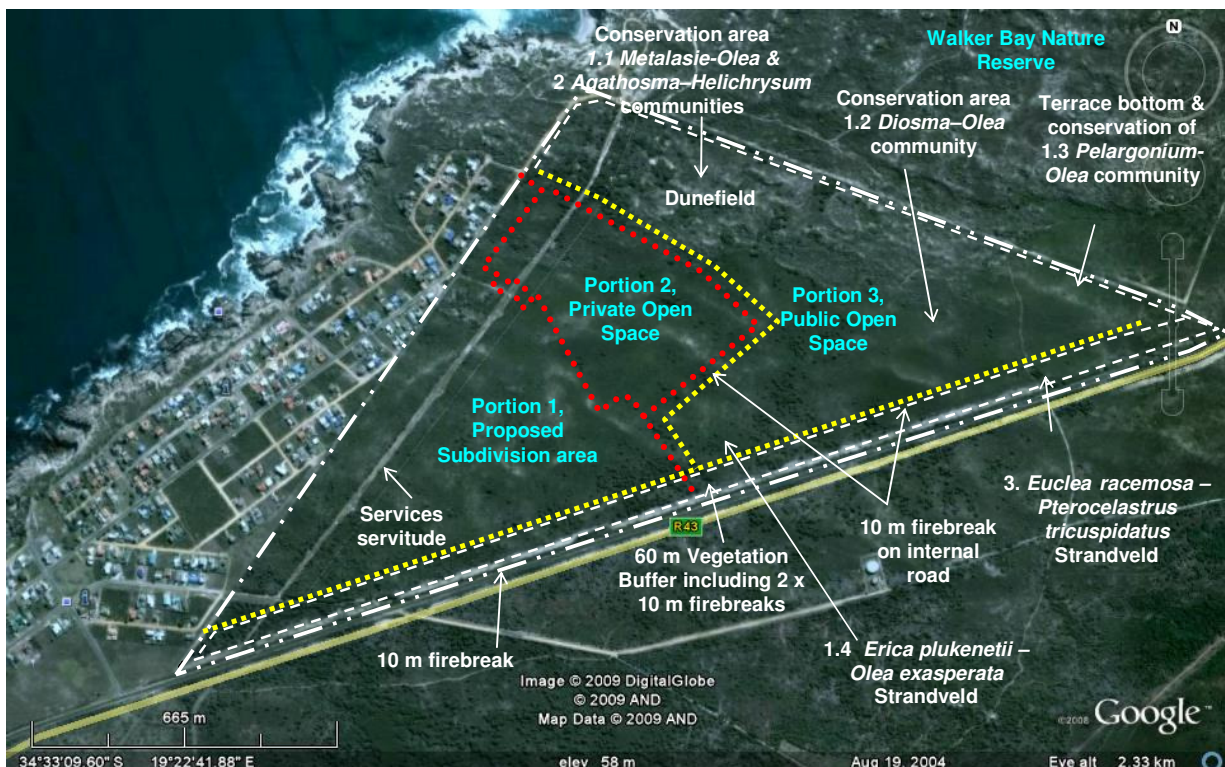 Conservation area
1.1 Metalasie-Olea &
2 Agathosma–Helichrysum
communities
Dunefield
Walker Bay Nature
Reserve
N
Conservation area
1.2 Diosma–Olea
community
Terrace bottom &
conservation of
1.3 Pelargonium-
Olea community
Portion 2,
Private Open
Space
Portion 3,
Public Open
Space
Portion 1,
Proposed
Subdivision area
Services
servitude
R43
60 m Vegetation
Buffer including 2 x
10 m firebreaks
10 m firebreak
on internal
road
3. Euclea racemosa –
Pterocelastrus
tricuspidatus
Strandveld
10 m firebreak
1.4 Erica plukenetii –
Olea exasperata
Strandveld
Image © 2009 DigitalGlobe
© 2009 AND
Map Data © 2009 AND
©2008 Google™
665 m
34°33'09.60" S 19°22'41.88" E elev 58 m Aug 19, 2004 Eye alt 2.33 km